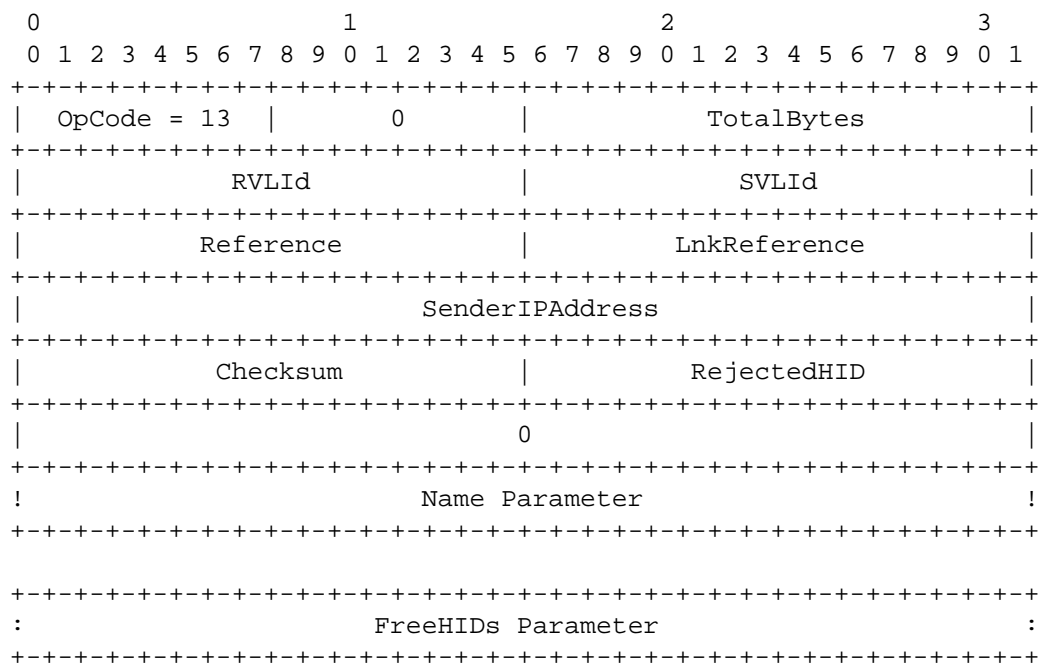 0                   1                   2                   3
 0 1 2 3 4 5 6 7 8 9 0 1 2 3 4 5 6 7 8 9 0 1 2 3 4 5 6 7 8 9 0 1
+-+-+-+-+-+-+-+-+-+-+-+-+-+-+-+-+-+-+-+-+-+-+-+-+-+-+-+-+-+-+-+-+
|  OpCode = 13  |       0       |           TotalBytes          |
+-+-+-+-+-+-+-+-+-+-+-+-+-+-+-+-+-+-+-+-+-+-+-+-+-+-+-+-+-+-+-+-+
|             RVLId             |             SVLId             |
+-+-+-+-+-+-+-+-+-+-+-+-+-+-+-+-+-+-+-+-+-+-+-+-+-+-+-+-+-+-+-+-+
|           Reference           |         LnkReference          |
+-+-+-+-+-+-+-+-+-+-+-+-+-+-+-+-+-+-+-+-+-+-+-+-+-+-+-+-+-+-+-+-+
|                         SenderIPAddress                       |
+-+-+-+-+-+-+-+-+-+-+-+-+-+-+-+-+-+-+-+-+-+-+-+-+-+-+-+-+-+-+-+-+
|            Checksum           |          RejectedHID          |
+-+-+-+-+-+-+-+-+-+-+-+-+-+-+-+-+-+-+-+-+-+-+-+-+-+-+-+-+-+-+-+-+
|                               0                               |
+-+-+-+-+-+-+-+-+-+-+-+-+-+-+-+-+-+-+-+-+-+-+-+-+-+-+-+-+-+-+-+-+
!                         Name Parameter                        !
+-+-+-+-+-+-+-+-+-+-+-+-+-+-+-+-+-+-+-+-+-+-+-+-+-+-+-+-+-+-+-+-+

+-+-+-+-+-+-+-+-+-+-+-+-+-+-+-+-+-+-+-+-+-+-+-+-+-+-+-+-+-+-+-+-+
:                      FreeHIDs Parameter                       :
+-+-+-+-+-+-+-+-+-+-+-+-+-+-+-+-+-+-+-+-+-+-+-+-+-+-+-+-+-+-+-+-+